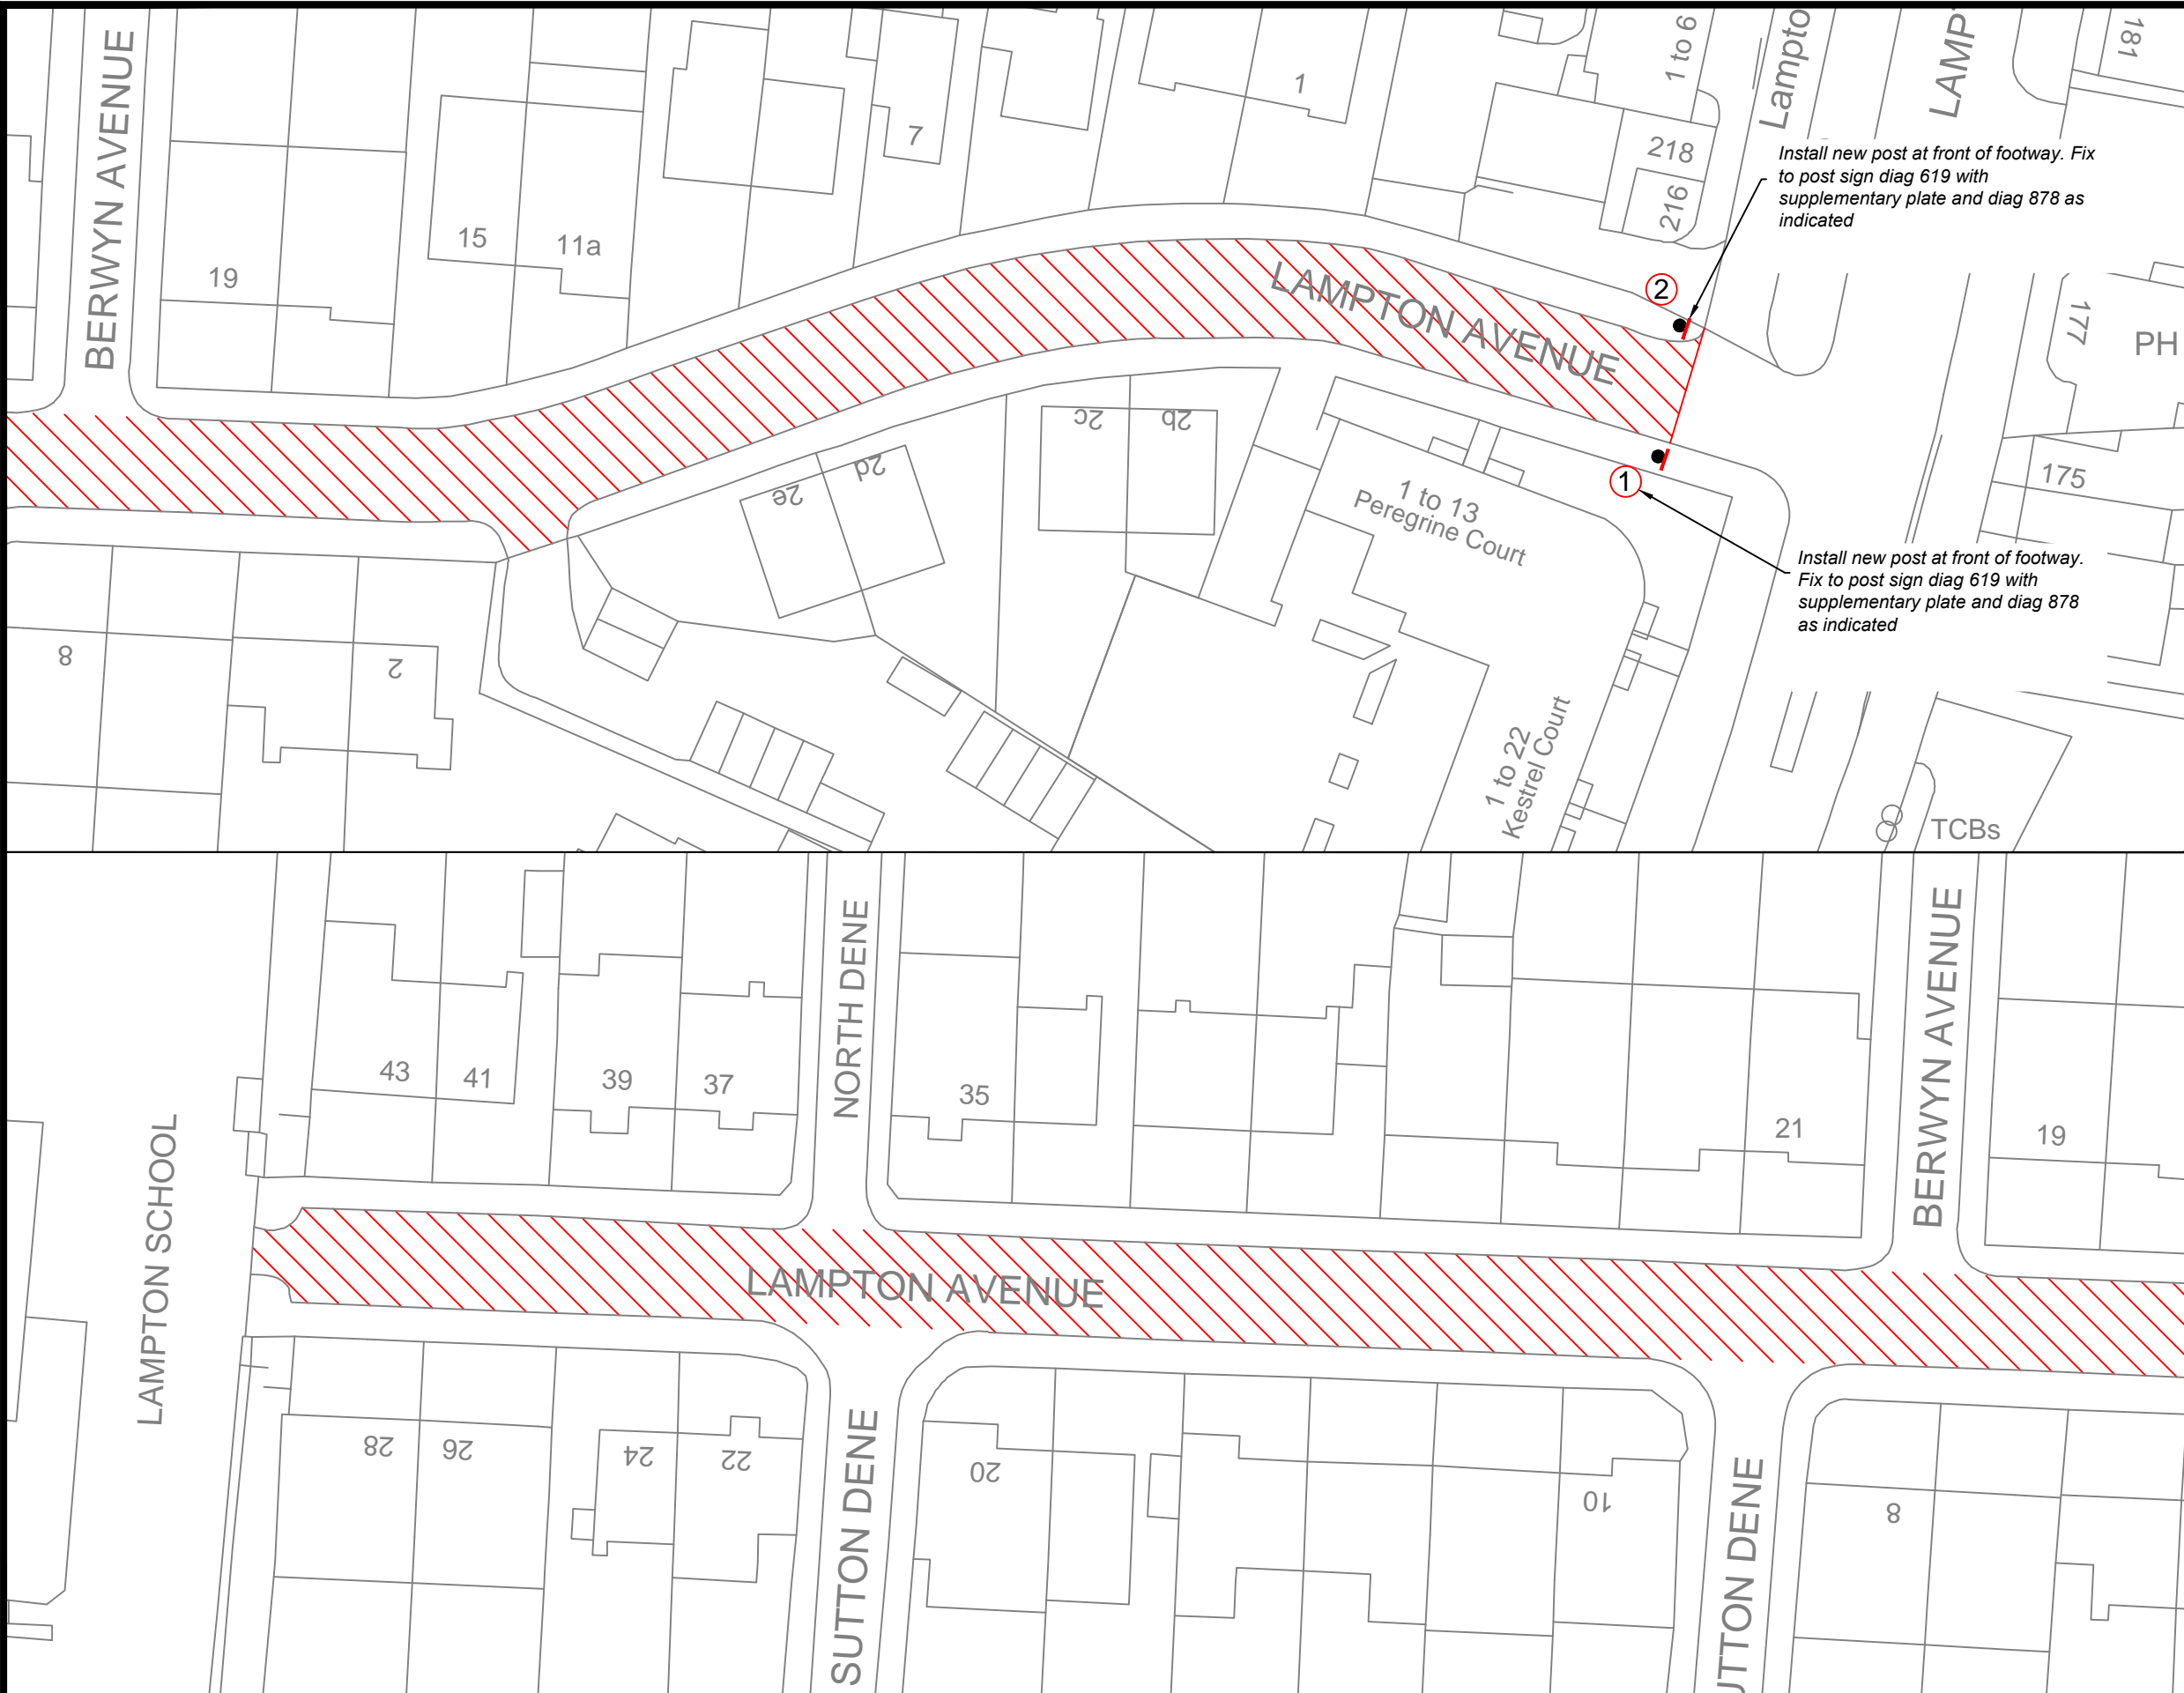 BERWYN AVENUE
19
15
11a
7
1
1 to 6
218
216
Lampto
LAMP
181
Install new post at front of footway. Fix
to post sign diag 619 with
supplementary plate and diag 878 as
indicated
2
LAMPTON AVENUE
177
PH
175
1
Install new post at front of footway.
Fix to post sign diag 619 with
supplementary plate and diag 878
as indicated
2c
2b
2d
2e
1 to 13
Peregrine Court
1 to 22
Kestrel Court
8
2
TCBs
LAMPTON SCHOOL
43
41
39
37
NORTH DENE
35
21
BERWYN AVENUE
19
LAMPTON AVENUE
28
26
24
22
SUTTON DENE
20
10
UTTON DENE
8